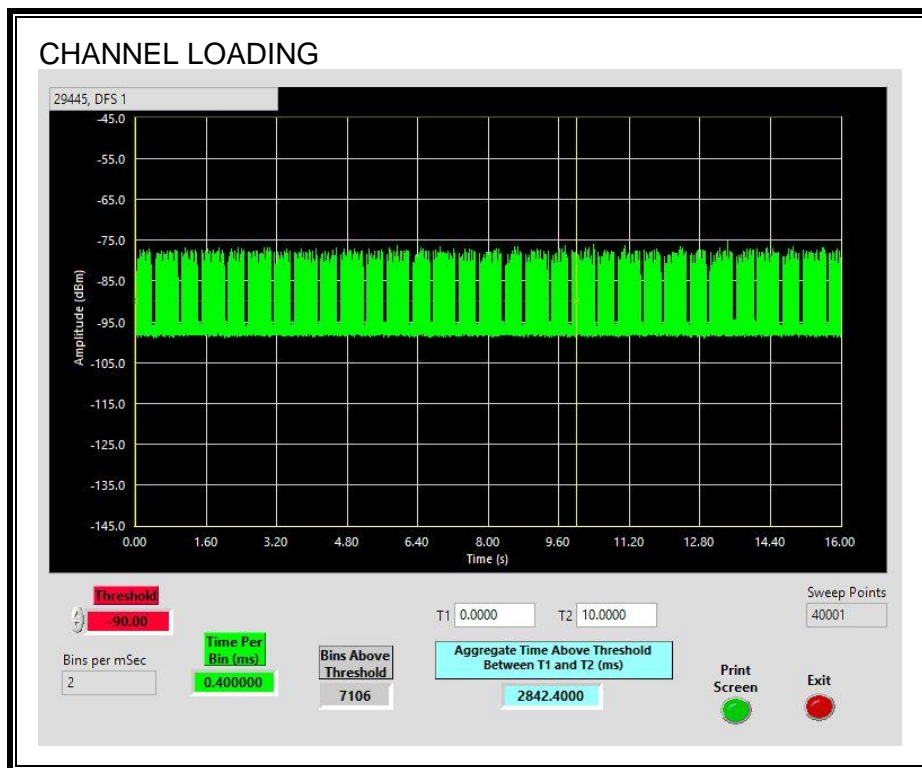 CHANNEL LOADING
29445, DFS 1
-45.0
-55.0
-65.0
-75.0
-85.0
-95.0
-105.0
-115.0
-125.0
-135.0
-145.0
Amplitude (dBm)
0.00 1.60 3.20 4.80 6.40 8.00 9.60 11.20 12.80 14.40 16.00
Time (s)
Threshold
-90.00
Bins per mSec
2
Time Per
Bin (ms)
0.400000
Bins Above
Threshold
7106
T1 0.0000 T2 10.0000
Aggregate Time Above Threshold
Between T1 and T2 (ms)
2842.4000
Sweep Points
40001
Print
Screen
Exit